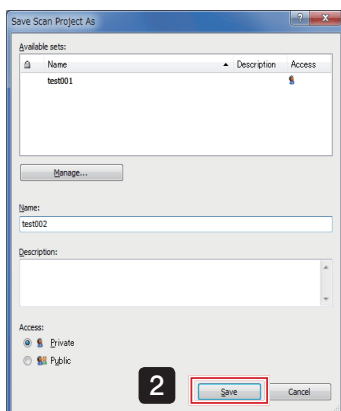 Save Scan Project As
Available sets:
Name Description Access
test001
Manage...
Name:
test002
Description:
Access:
Private
Public
2
Save Cancel